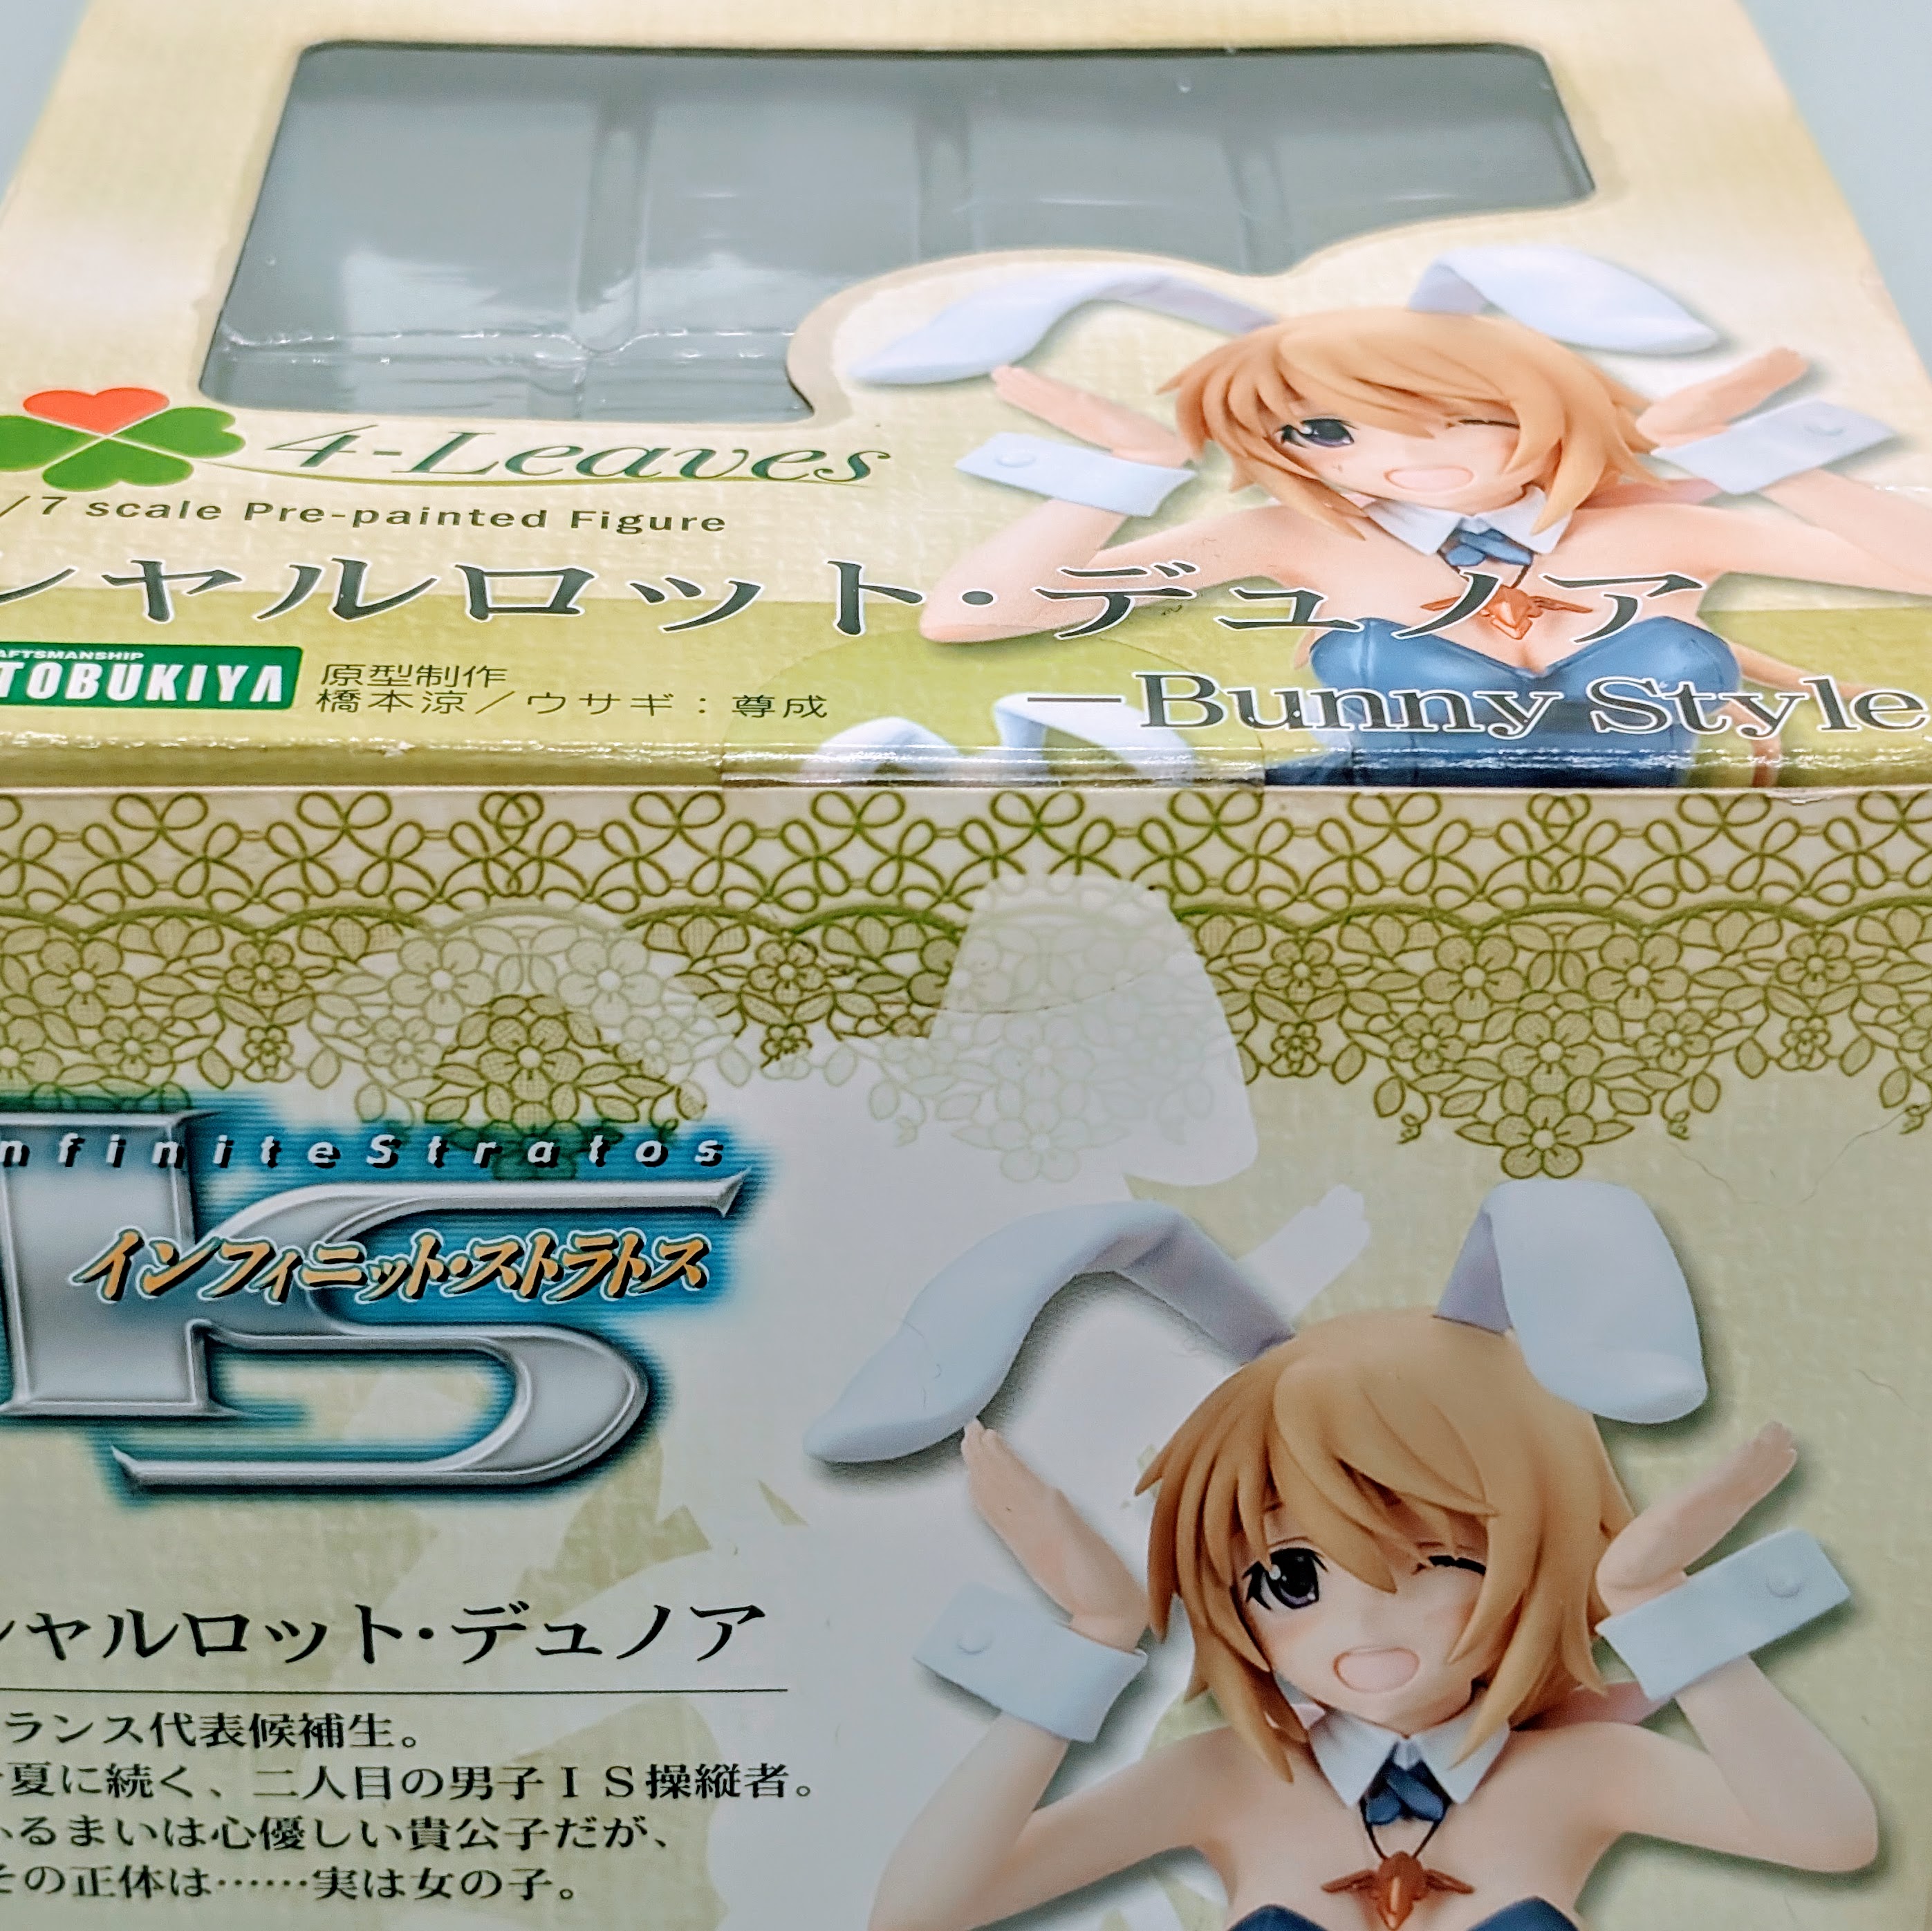 4-Leaves
/7 scale Pre-painted Figure
シャルロット・デュノア
AFTSMANSHIP
TOBUKIYA
原型制作
橋本涼／ウサギ：尊成
－Bunny Style
nfiniteStratos
IS
インフィニット・ストラトス
シャルロット・デュノア
ランス代表候補生。
夏に続く、二人目の男子ＩＳ操縦者。
るまいは心優しい貴公子だが、
その正体は……実は女の子。